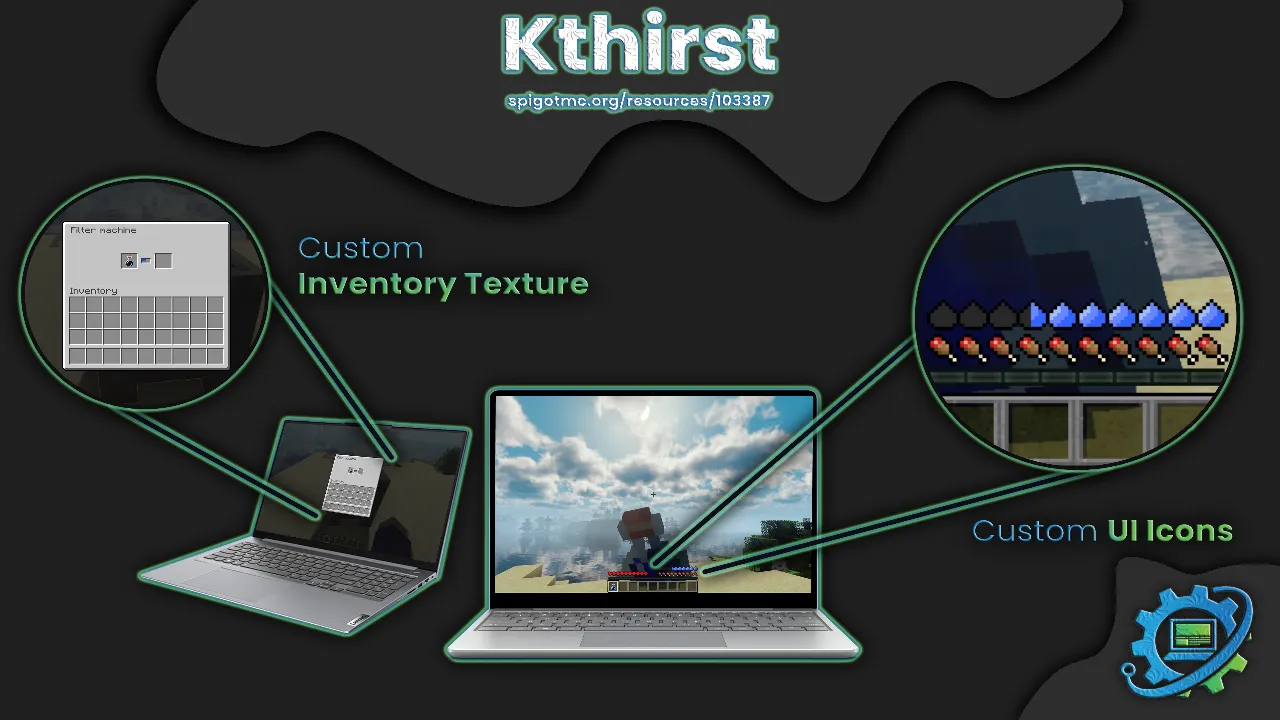 Kthirst
spigotmc.org/resources/103387
Filter machine
Inventory
Custom
Inventory Texture
Custom UI Icons